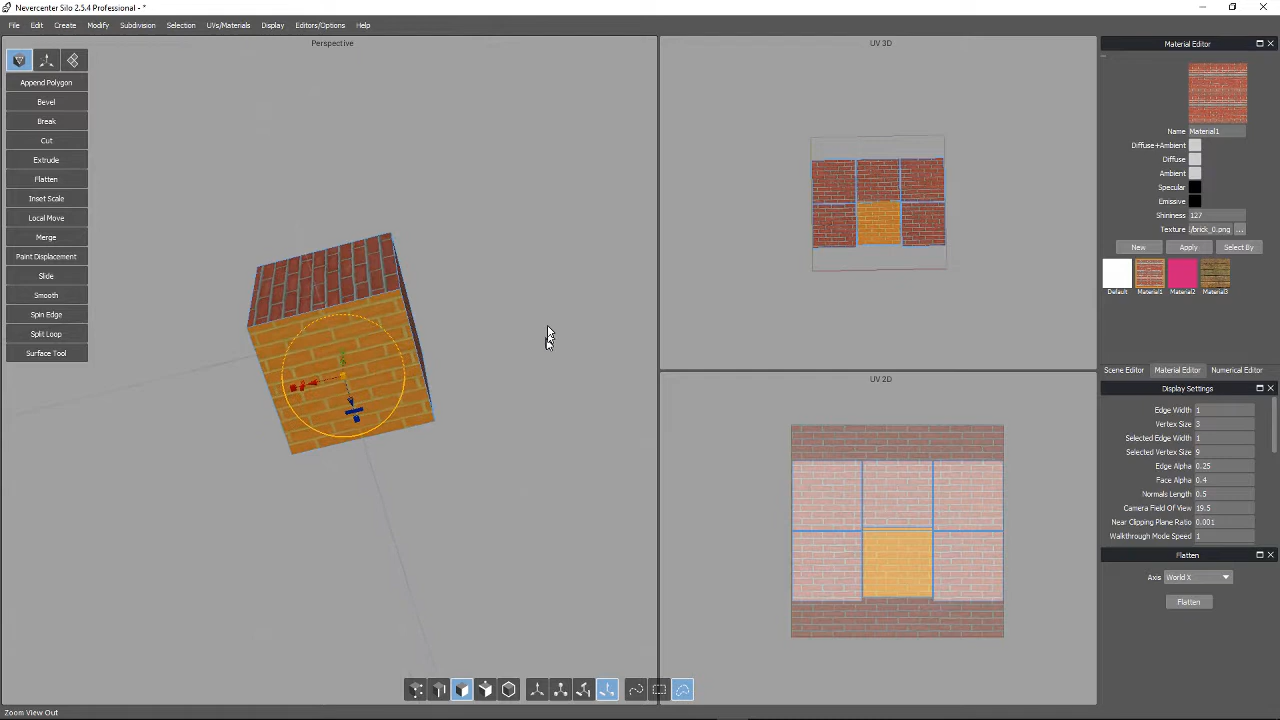 Nevercenter Silo 2.5.4 Professional - *
File Edit Create Modify Subdivision Selection UVs/Materials Display Editors/Options Help
Perspective
Append Polygon
Bevel
Break
Cut
Extrude
Flatten
Inset Scale
Local Move
Merge
Paint Displacement
Slide
Smooth
Spin Edge
Split Loop
Surface Tool
UV 3D
UV 2D
Material Editor
Name Material1
Diffuse+Ambient
Diffuse
Ambient
Specular
Emissive
Shininess 127
Texture /brick_0.png ...
New Apply Select By
Default Material1 Material2 Material3
Scene Editor Material Editor Numerical Editor
Display Settings
Edge Width 1
Vertex Size 3
Selected Edge Width 1
Selected Vertex Size 9
Edge Alpha 0.25
Face Alpha 0.4
Normals Length 0.5
Camera Field Of View 19.5
Near Clipping Plane Ratio 0.001
Walkthrough Mode Speed 1
Flatten
Axis World X
Flatten
Zoom View Out